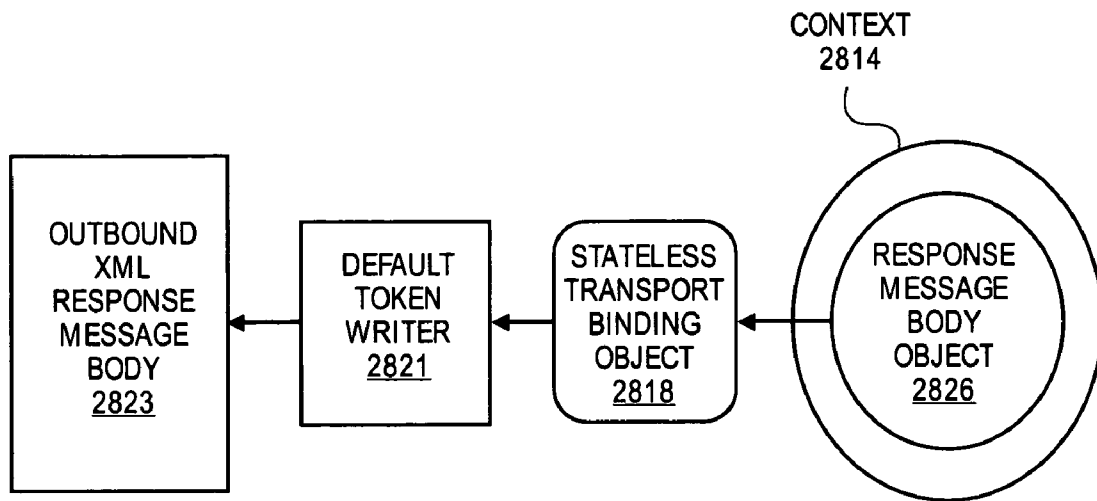 CONTEXT
2814
OUTBOUND
XML
RESPONSE
MESSAGE
BODY
2823
DEFAULT
TOKEN
WRITER
2821
STATELESS
TRANSPORT
BINDING
OBJECT
2818
RESPONSE
MESSAGE
BODY
OBJECT
2826